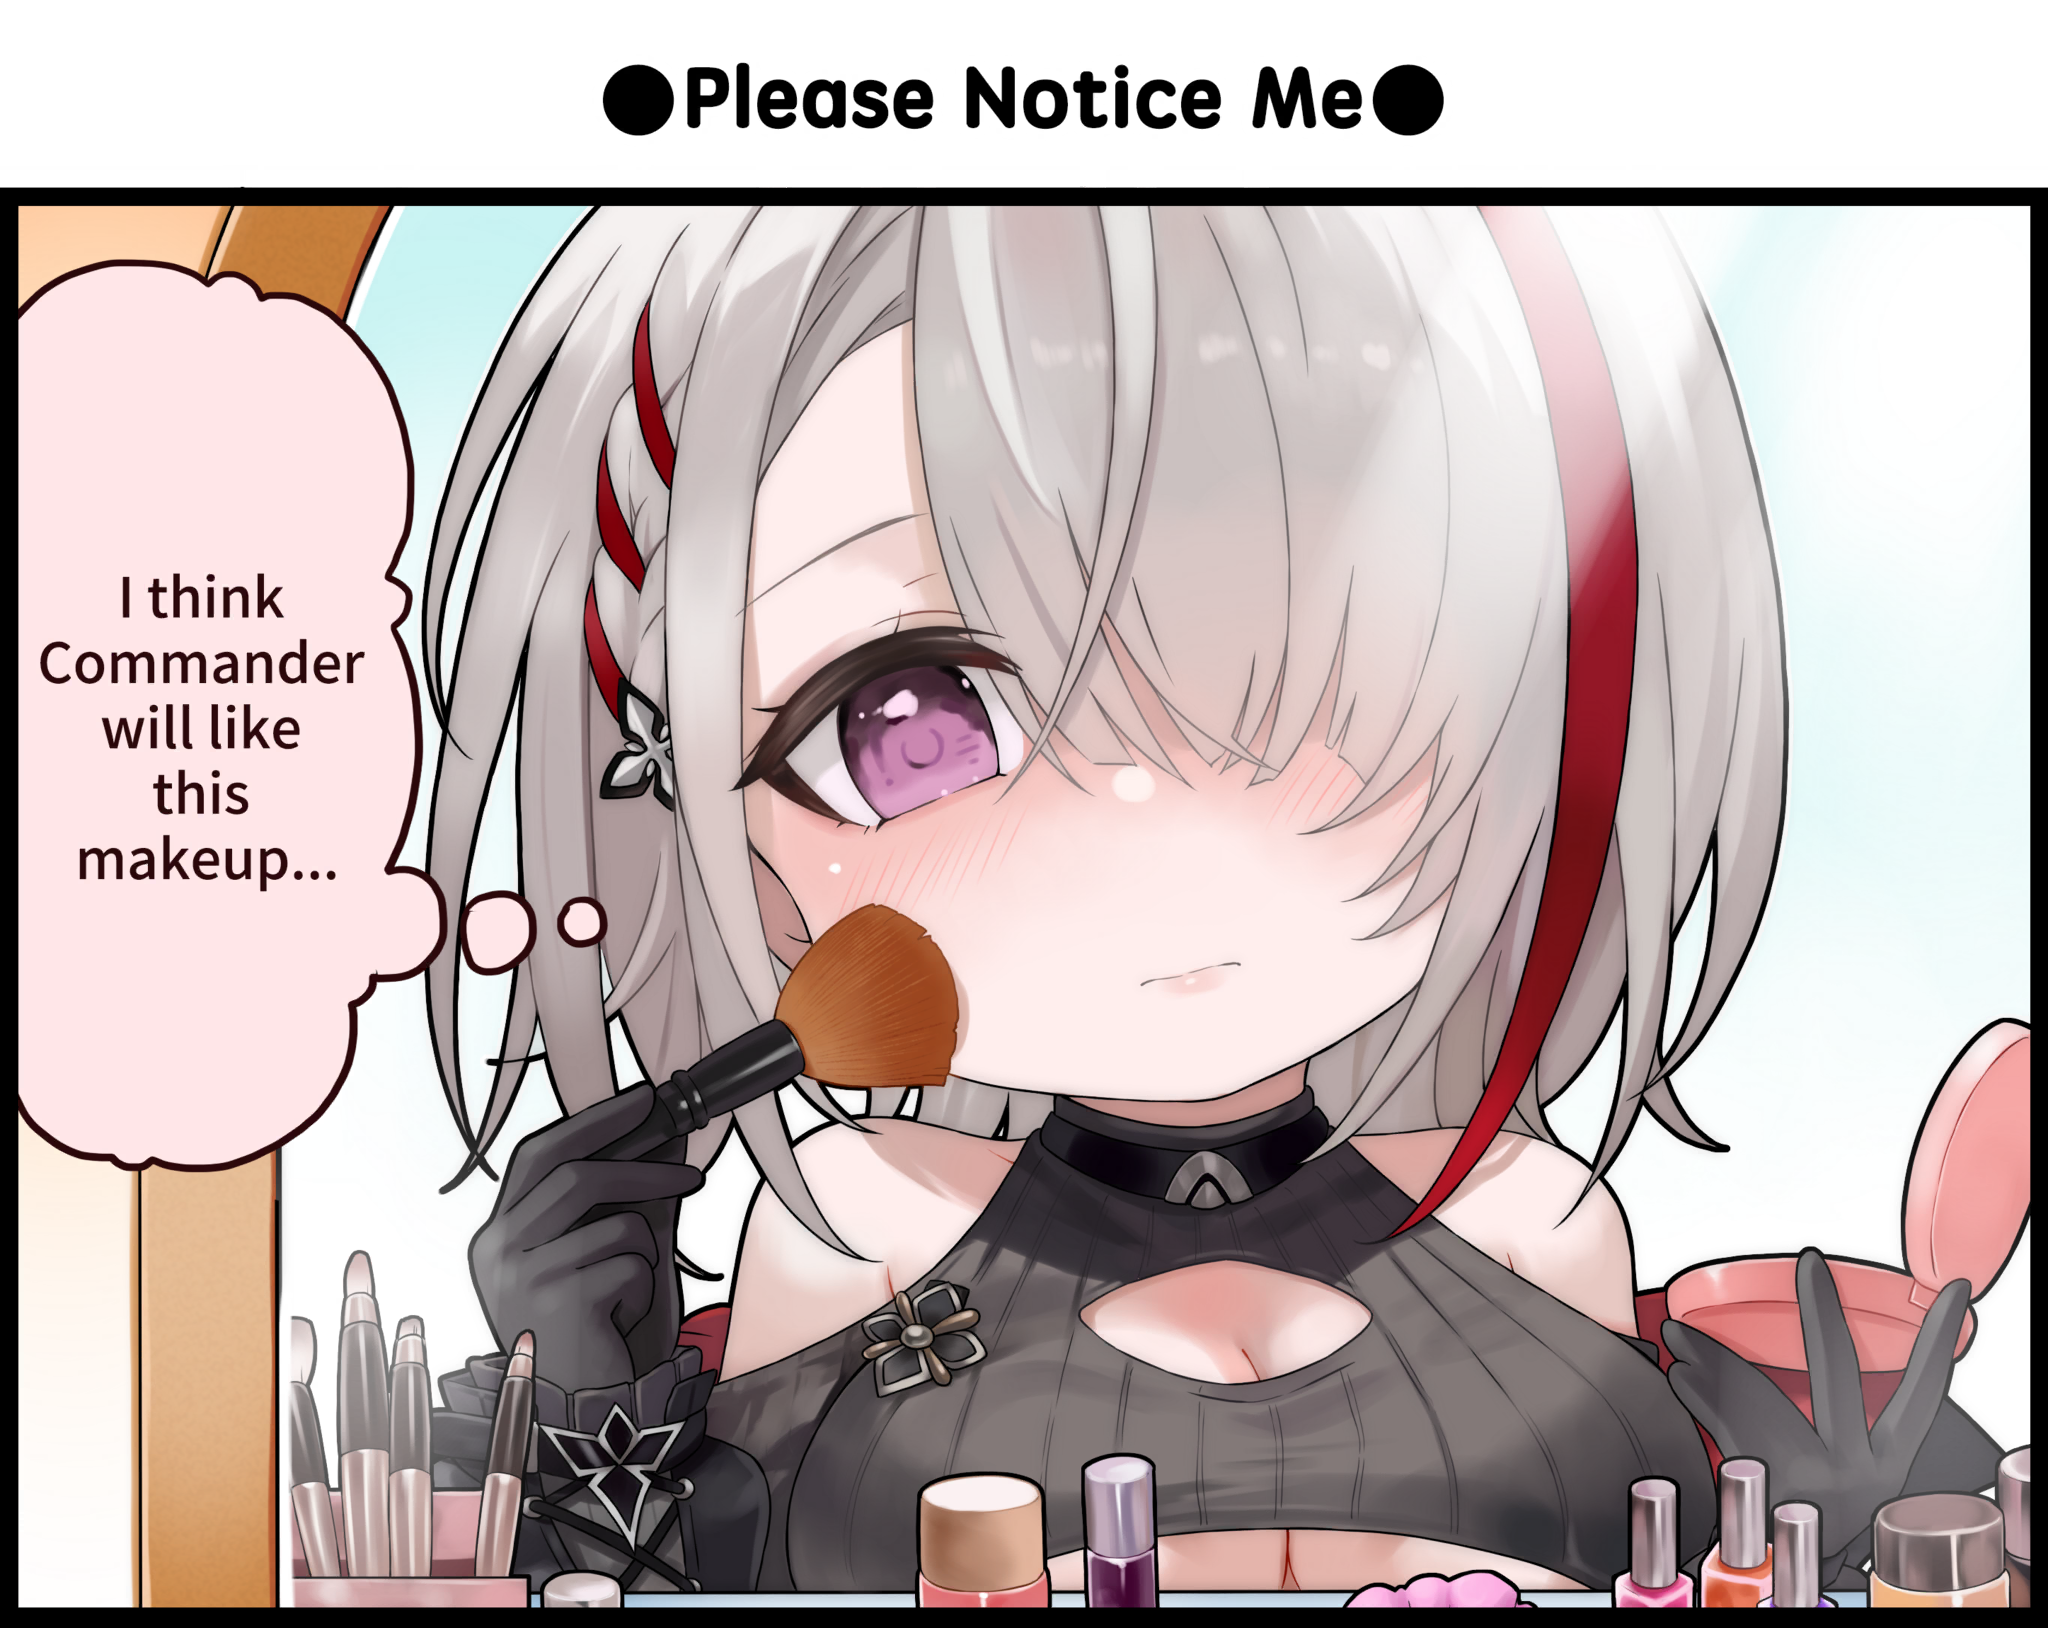 ●Please Notice Me●
I think
Commander
will like
this
makeup...